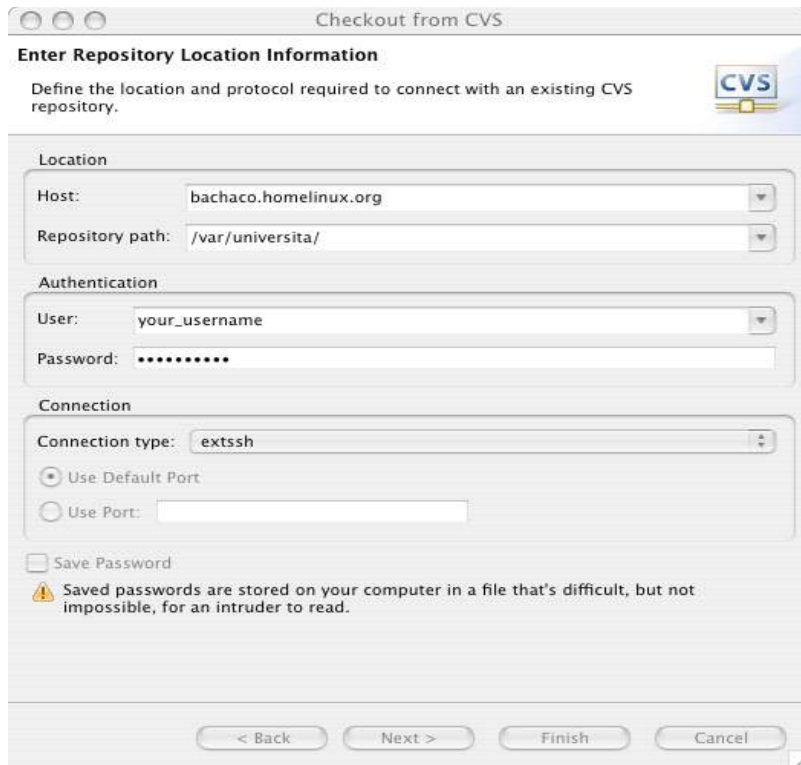 Checkout from CVS
Enter Repository Location Information
Define the location and protocol required to connect with an existing CVS
repository.
CVS
Location
Host: bachaco.homelinux.org
Repository path: /var/universita/
Authentication
User: your_username
Password: ••••••••••
Connection
Connection type: extssh
Use Default Port
Use Port:
Save Password
Saved passwords are stored on your computer in a file that's difficult, but not
impossible, for an intruder to read.
< Back Next > Finish Cancel